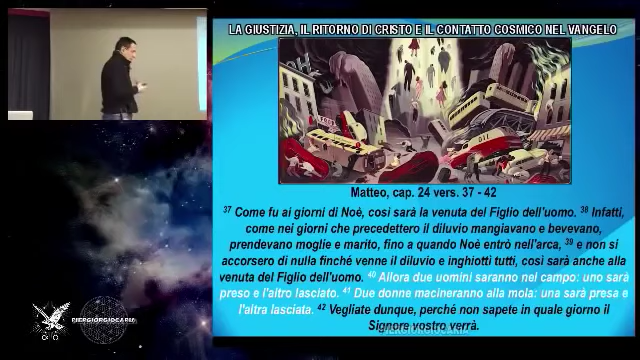 LA GIUSTIZIA, IL RITORNO DI CRISTO E IL CONTATTO COSMICO NEL VANGELO
Matteo, cap. 24 vers. 37 - 42
37 Come fu ai giorni di Noè, così sarà la venuta del Figlio dell'uomo. 38 Infatti,
come nei giorni che precedettero il diluvio mangiavano e bevevano,
prendevano moglie e marito, fino a quando Noè entrò nell'arca, 39 e non si
accorsero di nulla finché venne il diluvio e inghiottì tutti, così sarà anche alla
venuta del Figlio dell'uomo. 40 Allora due uomini saranno nel campo: uno sarà
preso e l'altro lasciato. 41 Due donne macineranno alla mola: una sarà presa e
l'altra lasciata. 42 Vegliate dunque, perché non sapete in quale giorno il
Signore vostro verrà.
PIERGIORGIOCARIA
PIERGIORGIOCARIA